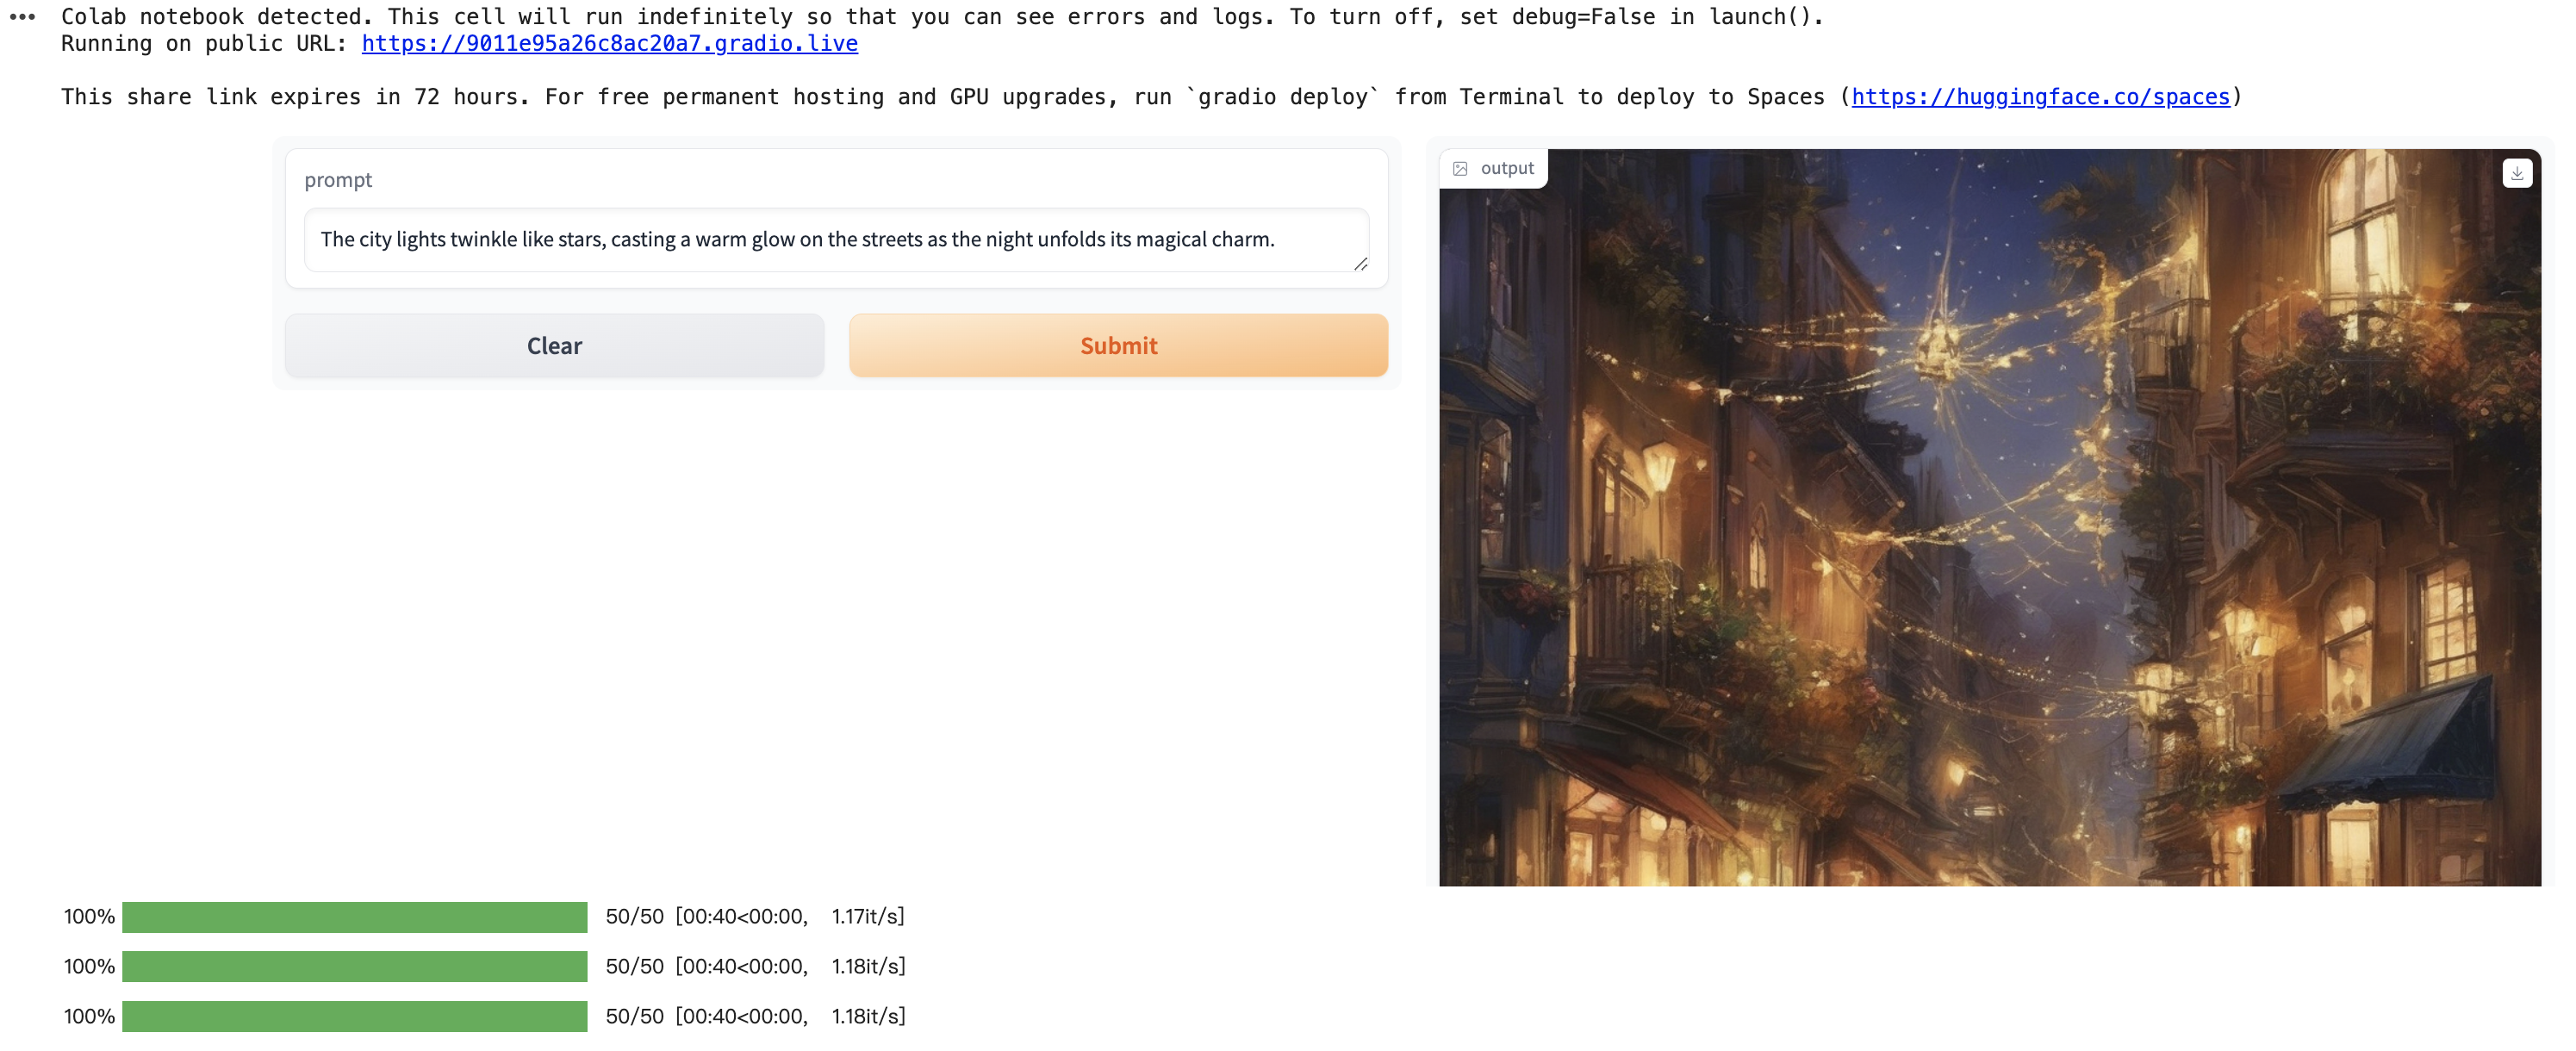 Colab notebook detected. This cell will run indefinitely so that you can see errors and logs. To turn off, set debug=False in launch().
Running on public URL: https://9011e95a26c8ac20a7.gradio.live
This share link expires in 72 hours. For free permanent hosting and GPU upgrades, run `gradio deploy` from Terminal to deploy to Spaces (https://huggingface.co/spaces)
prompt
The city lights twinkle like stars, casting a warm glow on the streets as the night unfolds its magical charm.
Clear
Submit
output
100% 50/50 [00:40<00:00, 1.17it/s]
100% 50/50 [00:40<00:00, 1.18it/s]
100% 50/50 [00:40<00:00, 1.18it/s]